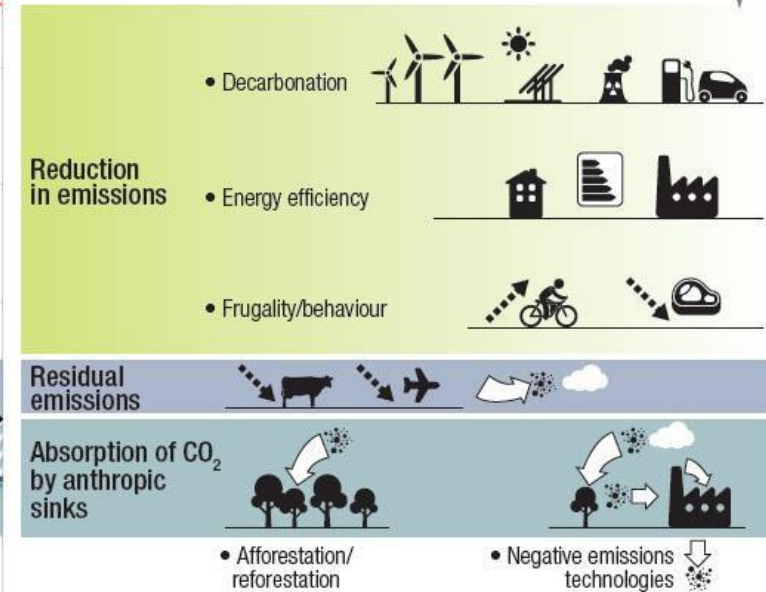 Reduction
in emissions
• Decarbonation
• Energy efficiency
• Frugality/behaviour
Residual
emissions
Absorption of CO₂
by anthropic
sinks
• Afforestation/
reforestation
• Negative emissions
technologies